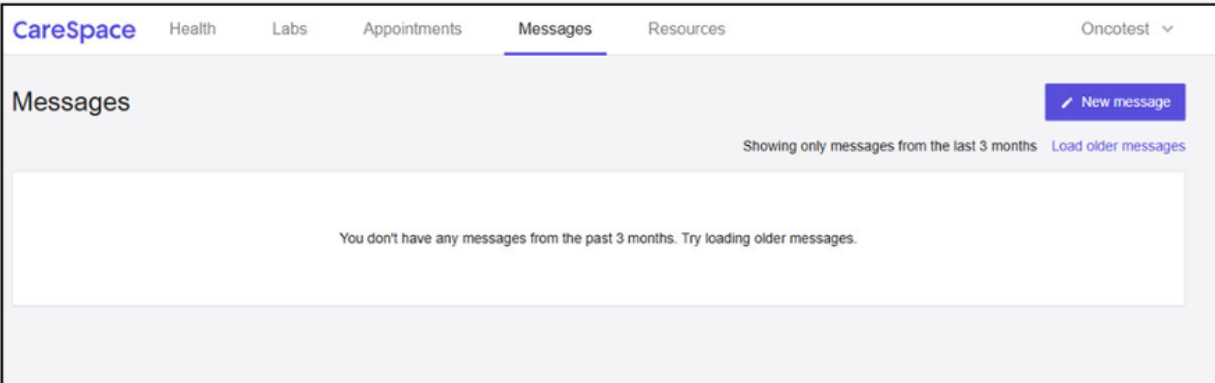 CareSpace Health Labs Appointments Messages Resources Oncotest
Messages
New message
Showing only messages from the last 3 months Load older messages
You don't have any messages from the past 3 months. Try loading older messages.